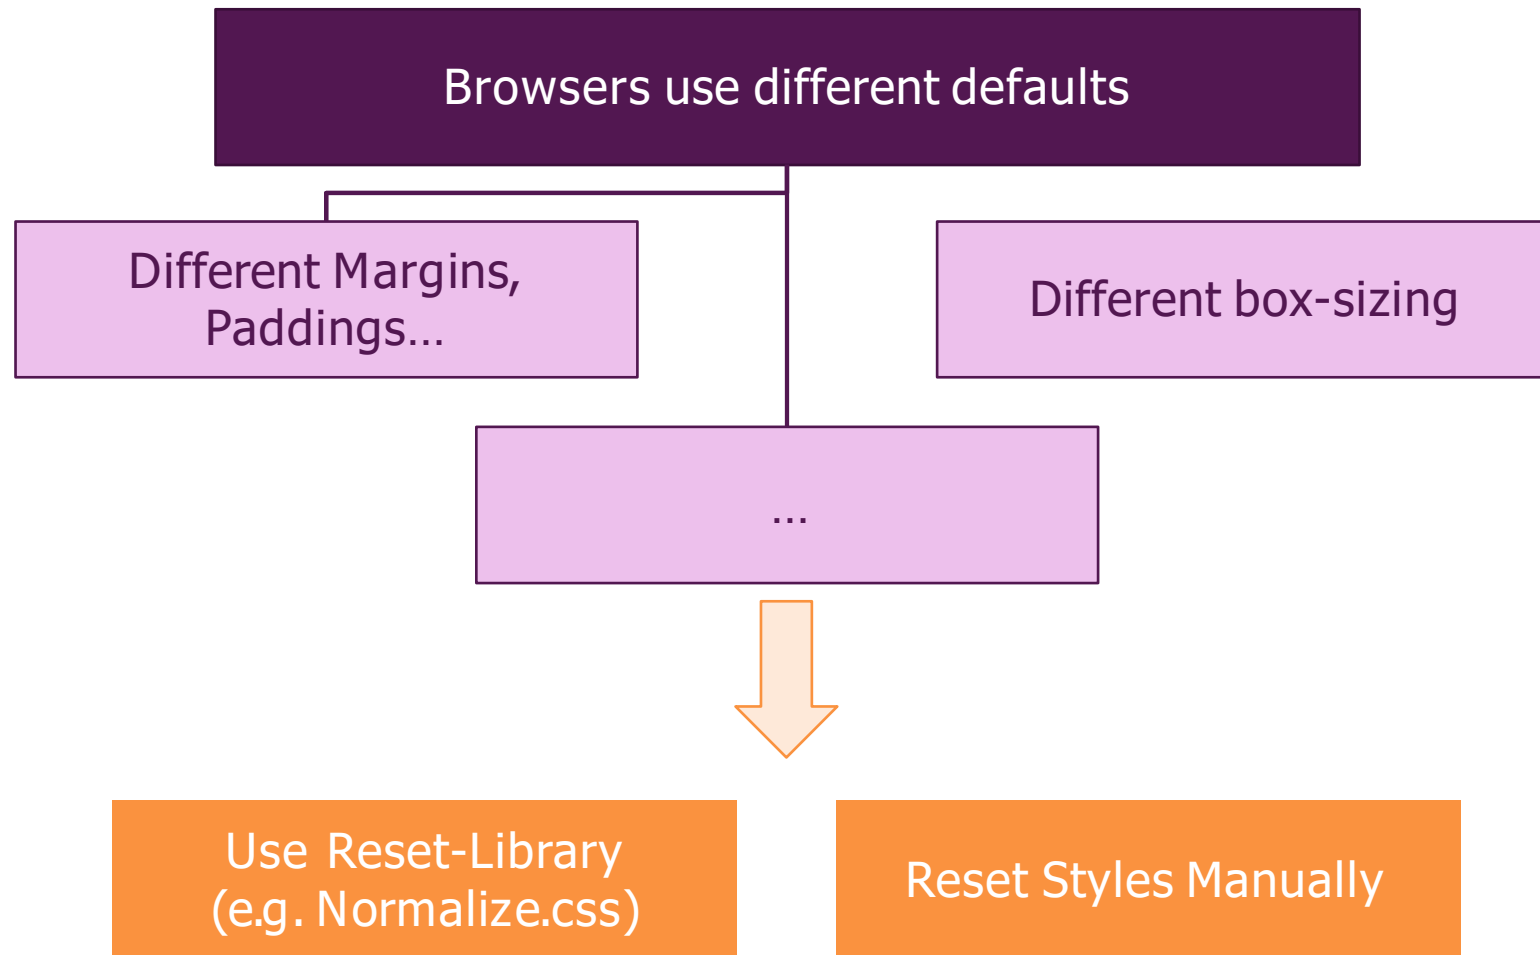 Browsers use different defaults
Different Margins,
Paddings…
Different box-sizing
…
Use Reset-Library
(e.g. Normalize.css)
Reset Styles Manually